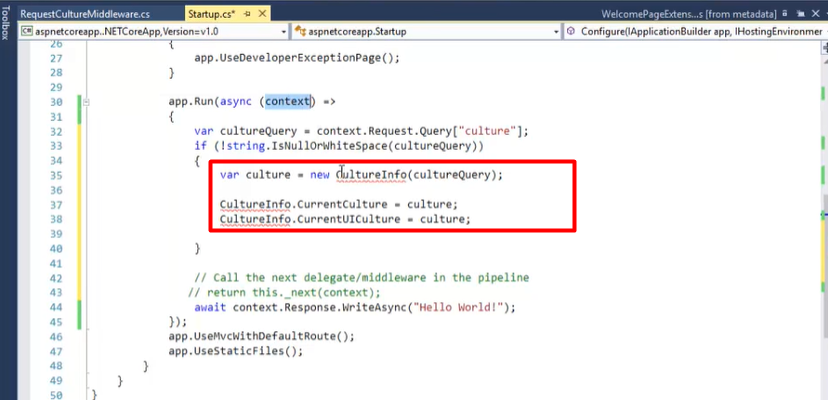 RequestCultureMiddleware.cs
Startup.cs*
WelcomePageExtens...s [from metadata]
Toolbox
aspnetcoreapp..NETCoreApp,Version=v1.0
aspnetcoreapp.Startup
Configure(IApplicationBuilder app, IHostingEnvironmer
26 {
27 app.UseDeveloperExceptionPage();
28 }
29
30 app.Run(async (context) =>
31 {
32 var cultureQuery = context.Request.Query["culture"];
33 if (!string.IsNullOrWhiteSpace(cultureQuery))
34 {
35 var culture = new CultureInfo(cultureQuery);
36
37 CultureInfo.CurrentCulture = culture;
38 CultureInfo.CurrentUICulture = culture;
39
40 }
41
42 // Call the next delegate/middleware in the pipeline
43 // return this._next(context);
44 await context.Response.WriteAsync("Hello World!");
45 });
46 app.UseMvcWithDefaultRoute();
47 app.UseStaticFiles();
48 }
49 }
50 }